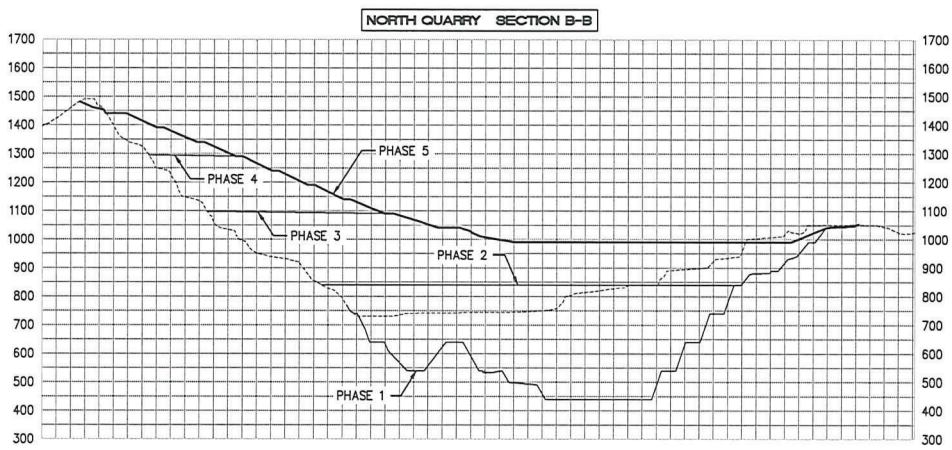 NORTH QUARRY SECTION B-B
1700 1700
1600 1600
1500 1500
1400 1400
PHASE 5
1300 1300
PHASE 4
1200 1200
1100 1100
PHASE 3
1000 1000
PHASE 2
900 900
800 800
700 700
600 600
500 500
PHASE 1
400 400
300 300